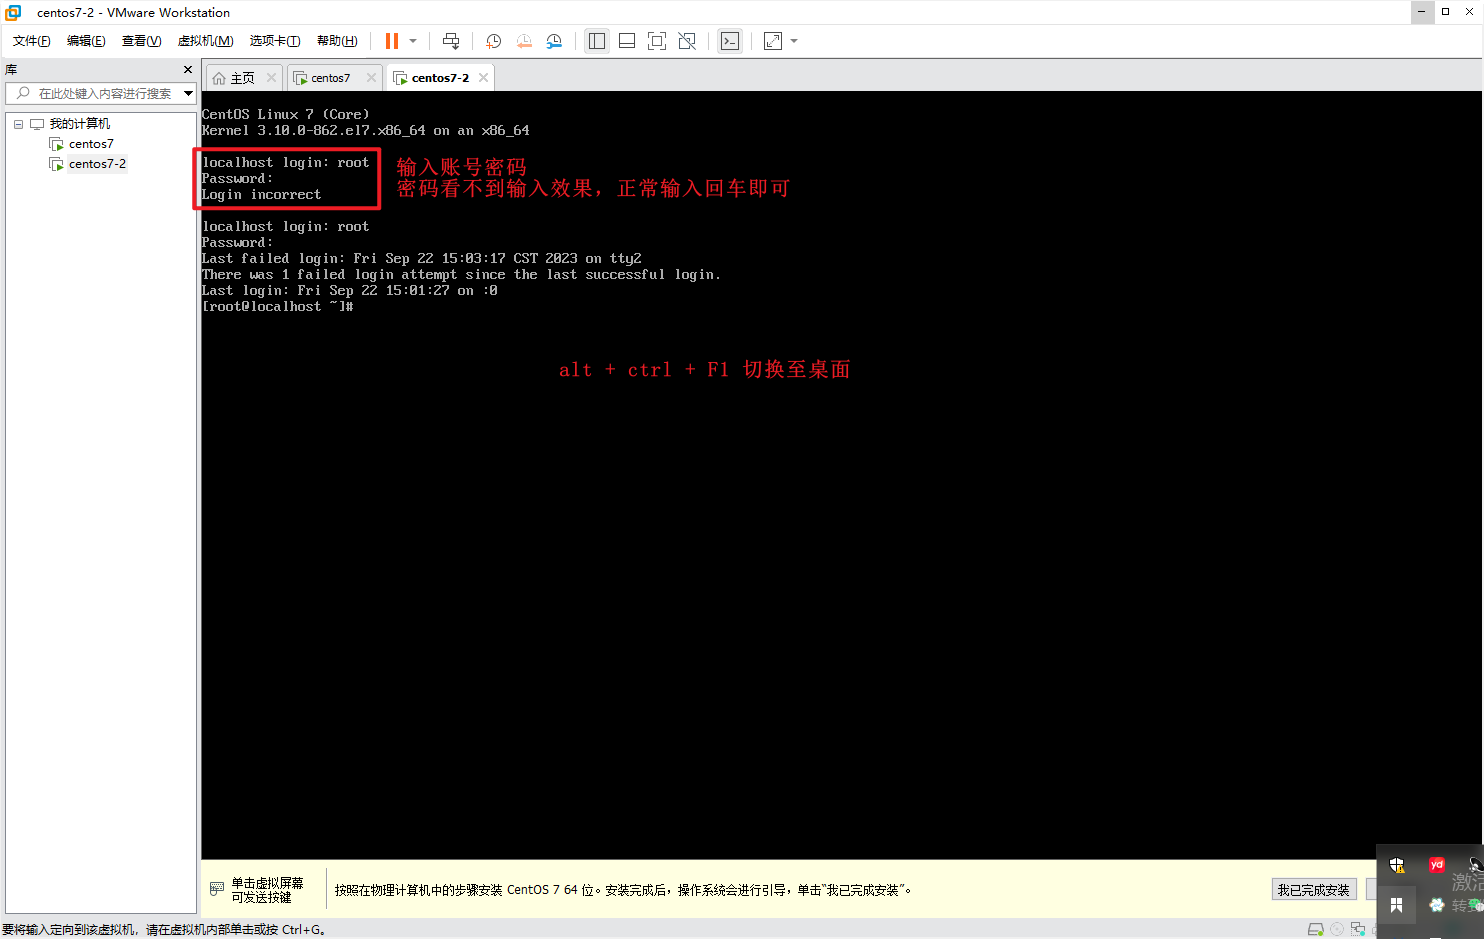 centos7-2 - VMware Workstation
文件(F) 编辑(E) 查看(V) 虚拟机(M) 选项卡(T) 帮助(H)
库
主页 centos7 centos7-2
在此处键入内容进行搜索
我的计算机
centos7
centos7-2
CentOS Linux 7 (Core)
Kernel 3.10.0-862.el7.x86_64 on an x86_64
localhost login: root
Password:
Login incorrect
输入账号密码
密码看不到输入效果，正常输入回车即可
localhost login: root
Password:
Last failed login: Fri Sep 22 15:03:17 CST 2023 on tty2
There was 1 failed login attempt since the last successful login.
Last login: Fri Sep 22 15:01:27 on :0
[root@localhost ~]#
alt + ctrl + F1 切换至桌面
单击虚拟屏幕
可发送按键
按照在物理计算机中的步骤安装 CentOS 7 64 位。安装完成后，操作系统会进行引导，单击"我已完成安装"。
我已完成安装
yd
激活
要将输入定向到该虚拟机，请在虚拟机内部单击或按 Ctrl+G。